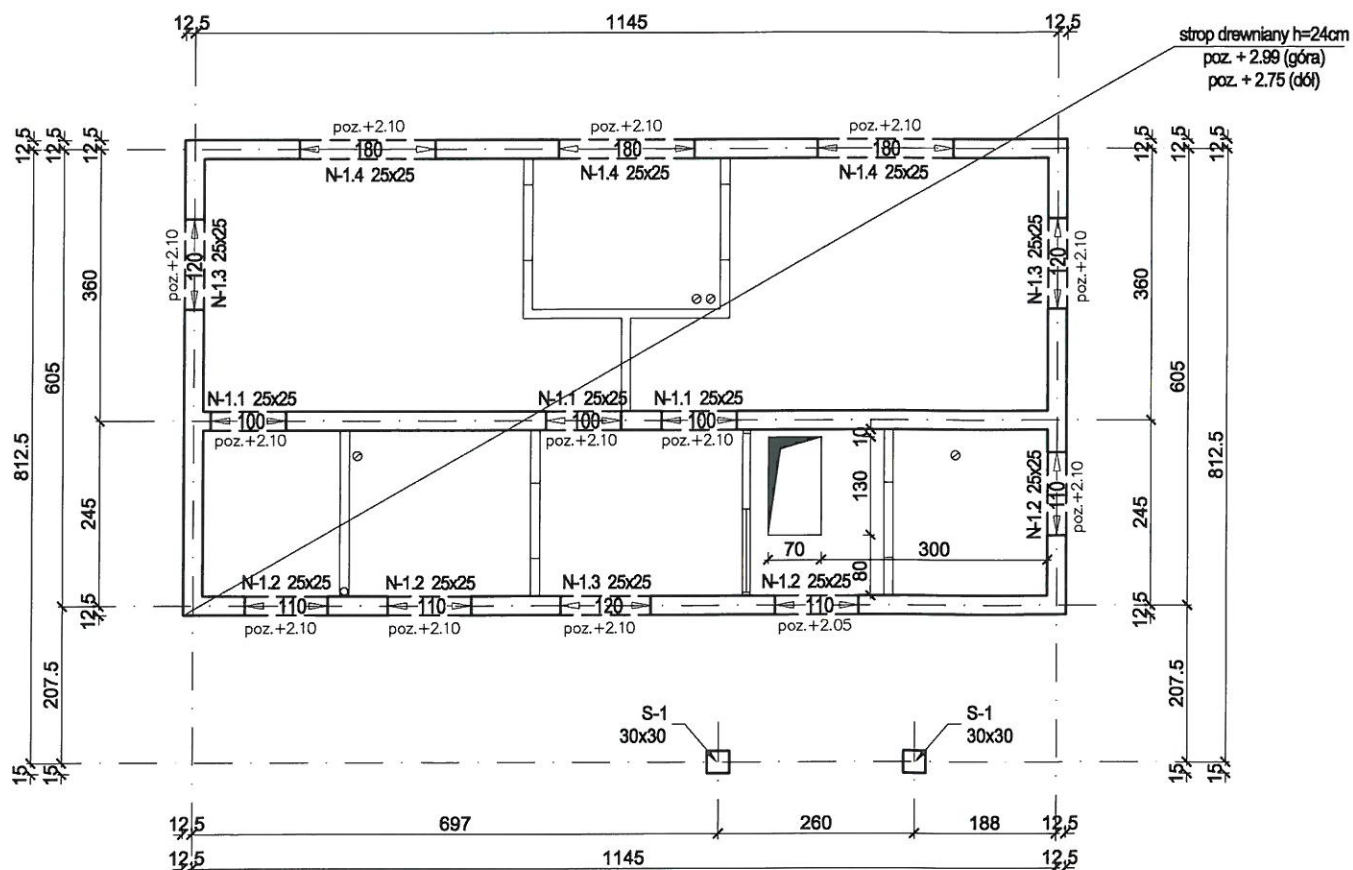 12,5
1145
12,5
strop drewniany h=24cm
poz. + 2.99 (góra)
poz. + 2.75 (dół)
poz.+2.10
180
N-1.4 25x25
poz.+2.10
180
N-1.4 25x25
poz.+2.10
180
N-1.4 25x25
12,5
12,5
12,5
12,5
12,5
12,5
poz.+2.10
120
N-1.3 25x25
N-1.3 25x25
120
poz.+2.10
360
360
605
605
812.5
812.5
N-1.1 25x25
100
poz.+2.10
N-1.1 25x25
100
poz.+2.10
N-1.1 25x25
100
poz.+2.10
10
130
70
300
80
N-1.2 25x25
110
poz.+2.10
245
245
N-1.2 25x25
110
poz.+2.10
N-1.2 25x25
110
poz.+2.10
N-1.3 25x25
120
poz.+2.10
N-1.2 25x25
110
poz.+2.05
12,5
12,5
207.5
207.5
S-1
30x30
S-1
30x30
15
15
15
15
12,5
697
260
188
12,5
12,5
1145
12,5